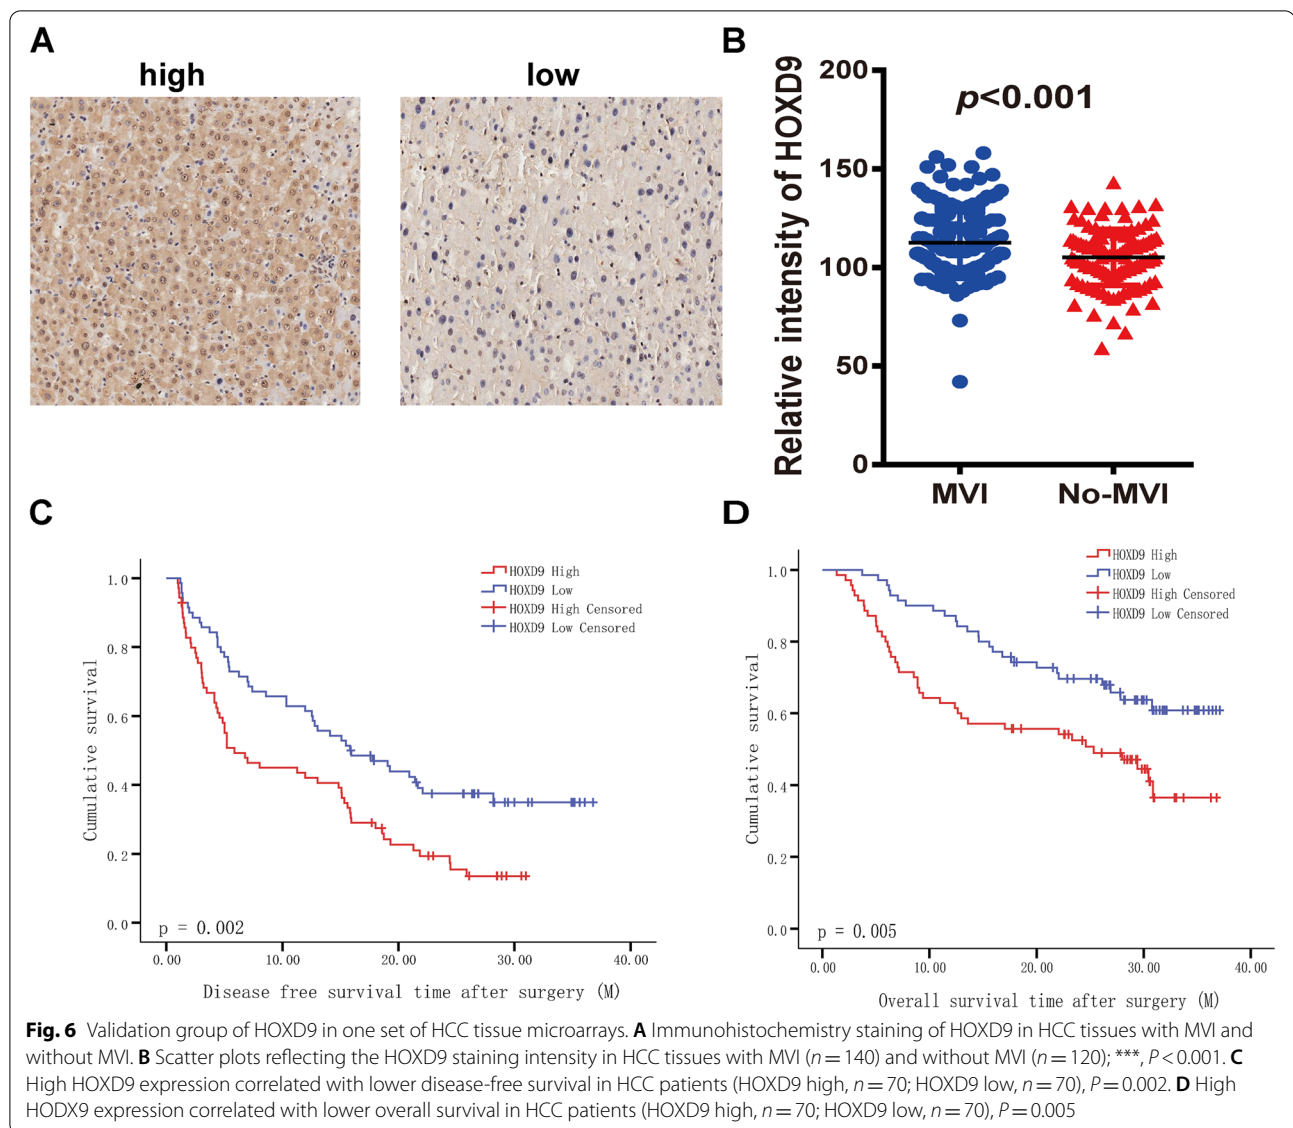 A
high
low
B
Relative intensity of HOXD9
200
150
100
50
0
p<0.001
MVI
No-MVI
C
Cumulative survival
1.0
0.8
0.6
0.4
0.2
0.0
HOXD9 High
HOXD9 Low
HOXD9 High Censored
HOXD9 Low Censored
p = 0.002
0.00
10.00
20.00
30.00
40.00
Disease free survival time after surgery (M)
D
Cumulative survival
1.0
0.8
0.6
0.4
0.2
0.0
HOXD9 High
HOXD9 Low
HOXD9 High Censored
HOXD9 Low Censored
p = 0.005
0.00
10.00
20.00
30.00
40.00
Overall survival time after surgery (M)
Fig. 6 Validation group of HOXD9 in one set of HCC tissue microarrays. A Immunohistochemistry staining of HOXD9 in HCC tissues with MVI and
without MVI. B Scatter plots reflecting the HOXD9 staining intensity in HCC tissues with MVI (n = 140) and without MVI (n = 120); ***, P < 0.001. C
High HOXD9 expression correlated with lower disease-free survival in HCC patients (HOXD9 high, n = 70; HOXD9 low, n = 70), P = 0.002. D High
HODX9 expression correlated with lower overall survival in HCC patients (HOXD9 high, n = 70; HOXD9 low, n = 70), P = 0.005